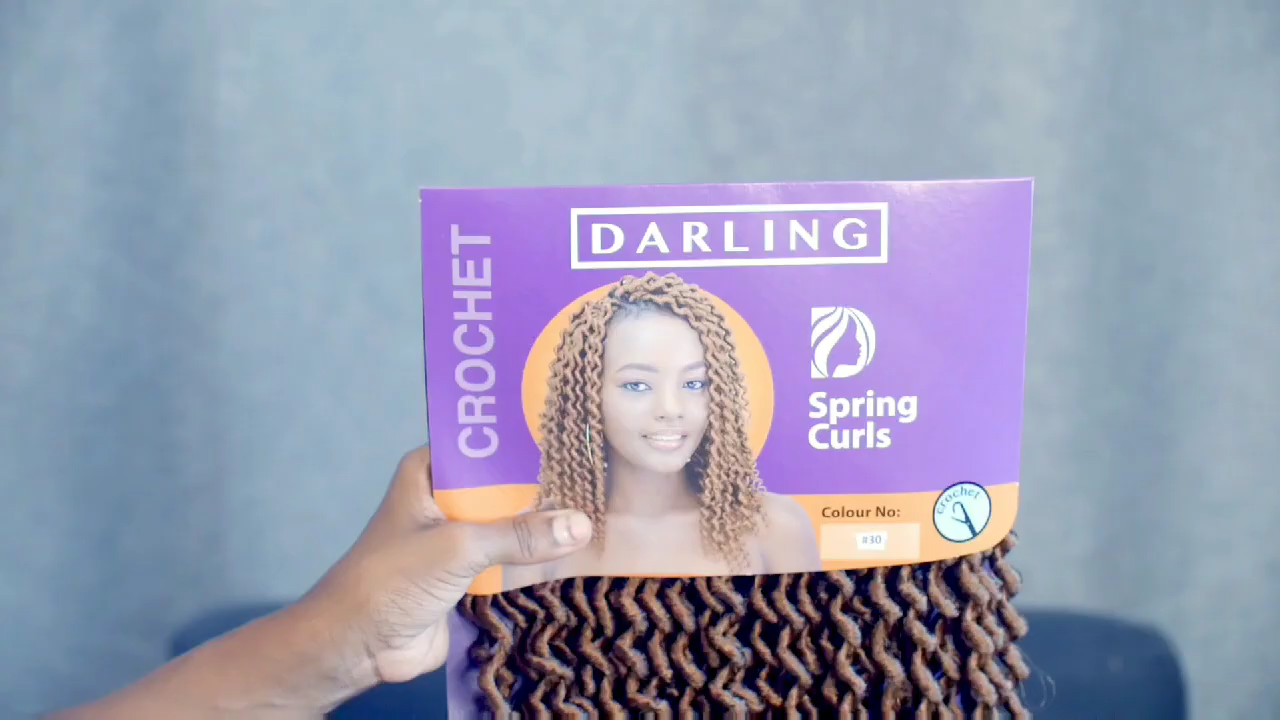 DARLING
CROCHET
Spring
Curls
Colour No:
#30
crochet